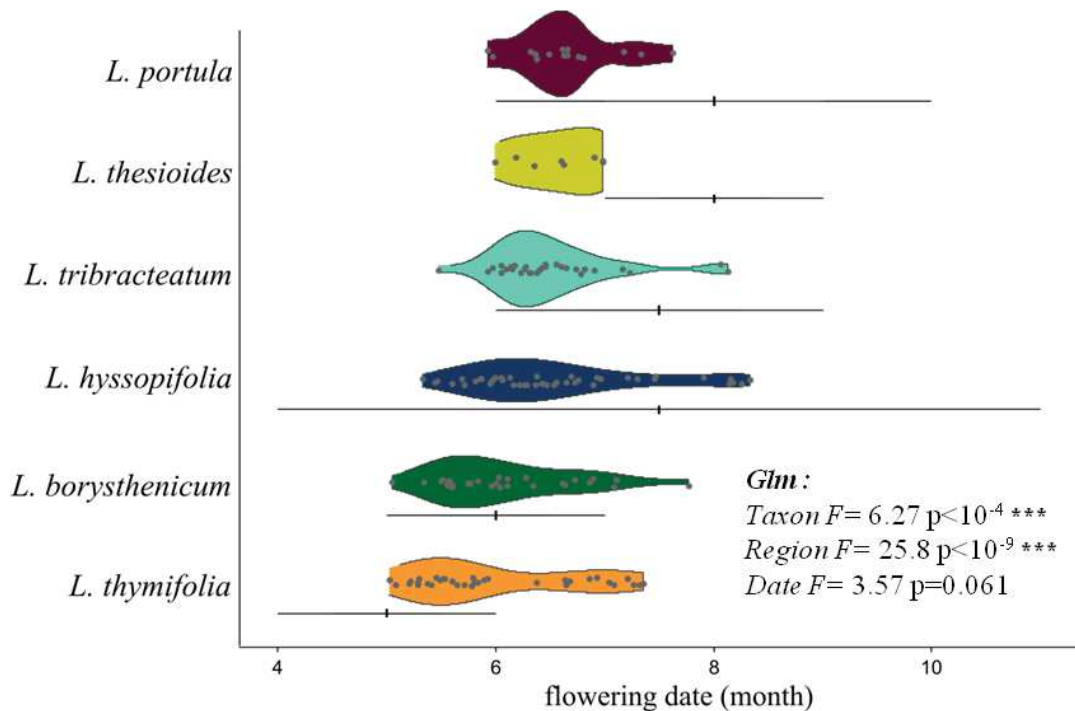 L. portula
L. thesioides
L. tribracteatum
L. hyssopifolia
L. borysthenicum
L. thymifolia
Glm :
Taxon F= 6.27 p<10⁻⁴ ***
Region F= 25.8 p<10⁻⁹ ***
Date F= 3.57 p=0.061
4 6 8 10
flowering date (month)